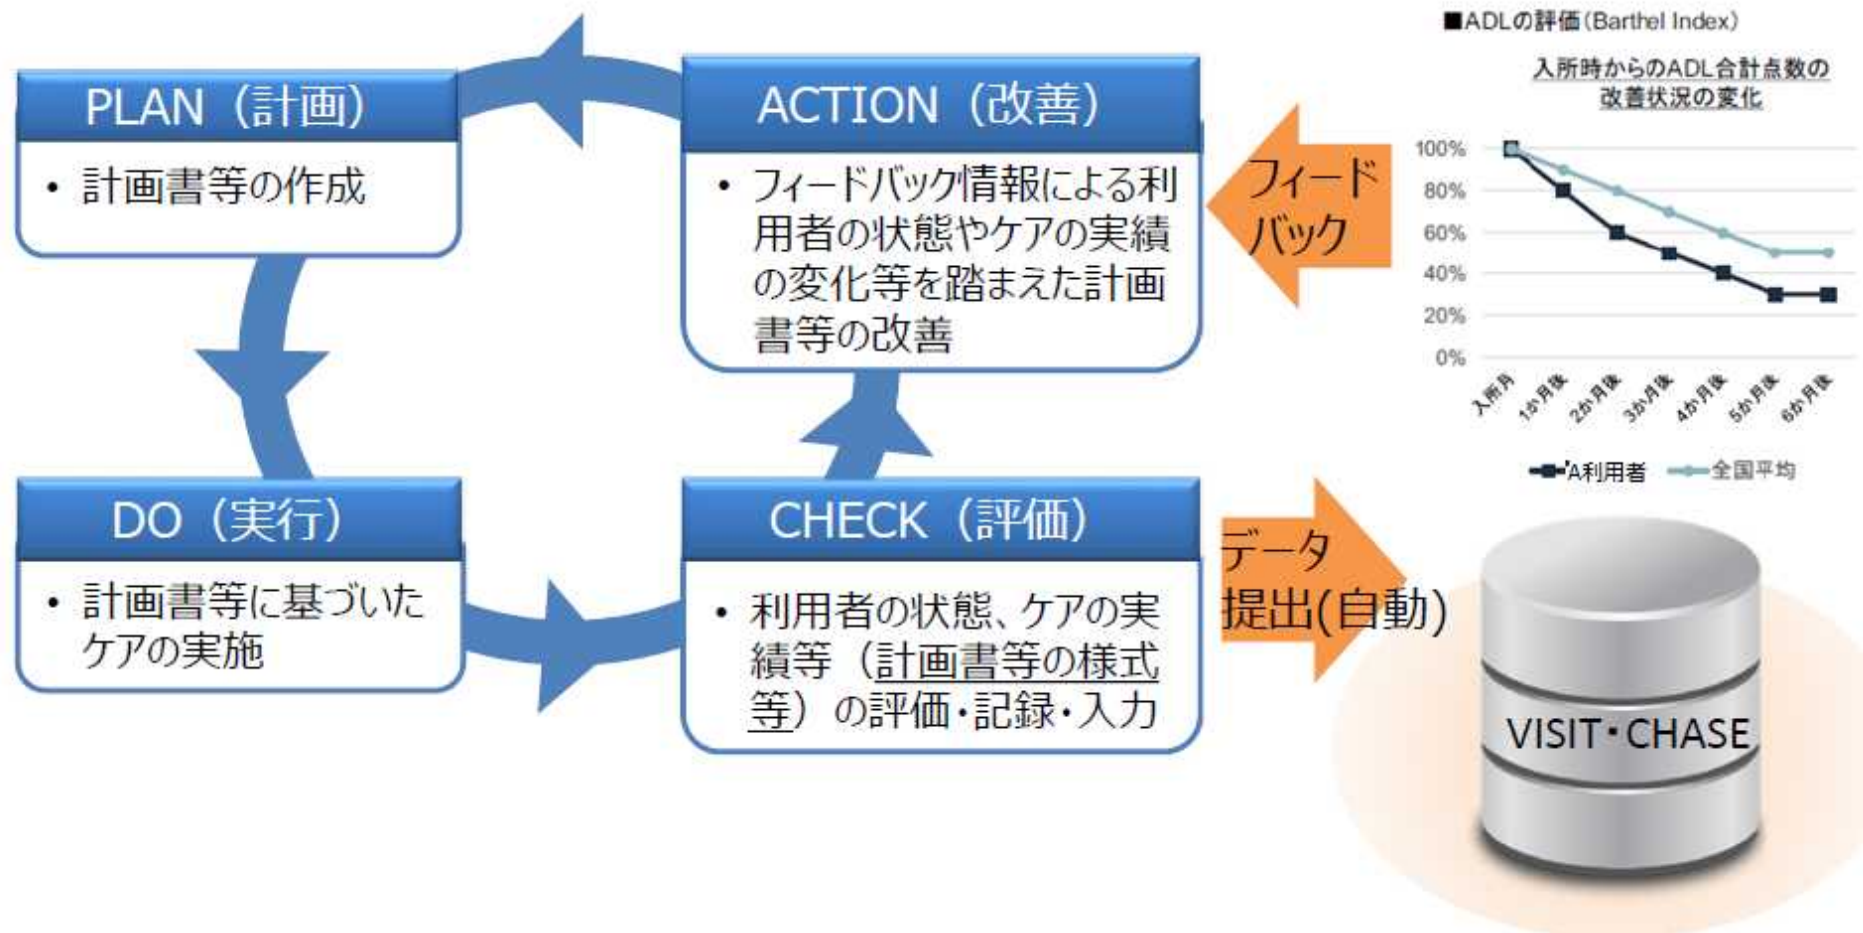 PLAN（計画）
• 計画書等の作成
ACTION（改善）
• フィードバック情報による利
用者の状態やケアの実績
の変化等を踏まえた計画
書等の改善
フィード
バック
■ADLの評価（Barthel Index）
入所時からのADL合計点数の
改善状況の変化
100%
80%
60%
40%
20%
0%
入所月
1か月後
2か月後
3か月後
4か月後
5か月後
6か月後
A利用者
全国平均
DO（実行）
• 計画書等に基づいた
ケアの実施
CHECK（評価）
• 利用者の状態、ケアの実
績等（計画書等の様式
等）の評価・記録・入力
データ
提出(自動)
VISIT・CHASE